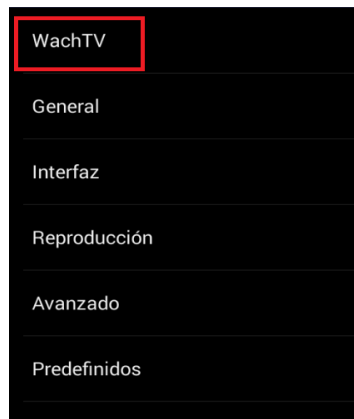 WachTV
General
Interfaz
Reproducción
Avanzado
Predefinidos